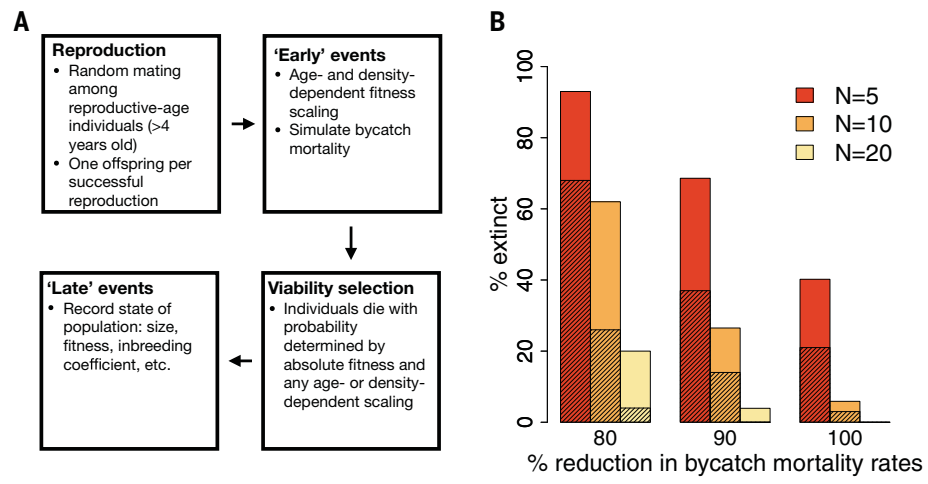 A
Reproduction
• Random mating
among
reproductive-age
individuals (>4
years old)
• One offspring per
successful
reproduction
'Early' events
• Age- and density-
dependent fitness
scaling
• Simulate bycatch
mortality
'Late' events
• Record state of
population: size,
fitness, inbreeding
coefficient, etc.
Viability selection
• Individuals die with
probability
determined by
absolute fitness and
any age- or density-
dependent scaling
B
% extinct
100
80
60
40
20
0
N=5
N=10
N=20
80 90 100
% reduction in bycatch mortality rates